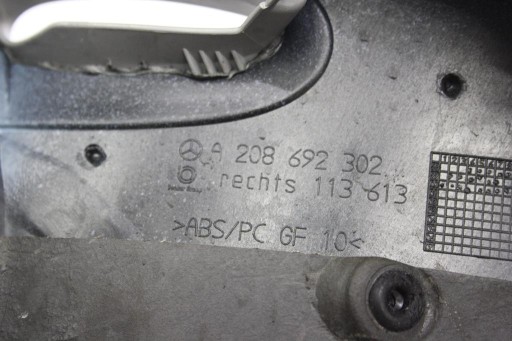 A 208 692 302
rechts 113 613
>ABS/PC GF 10<